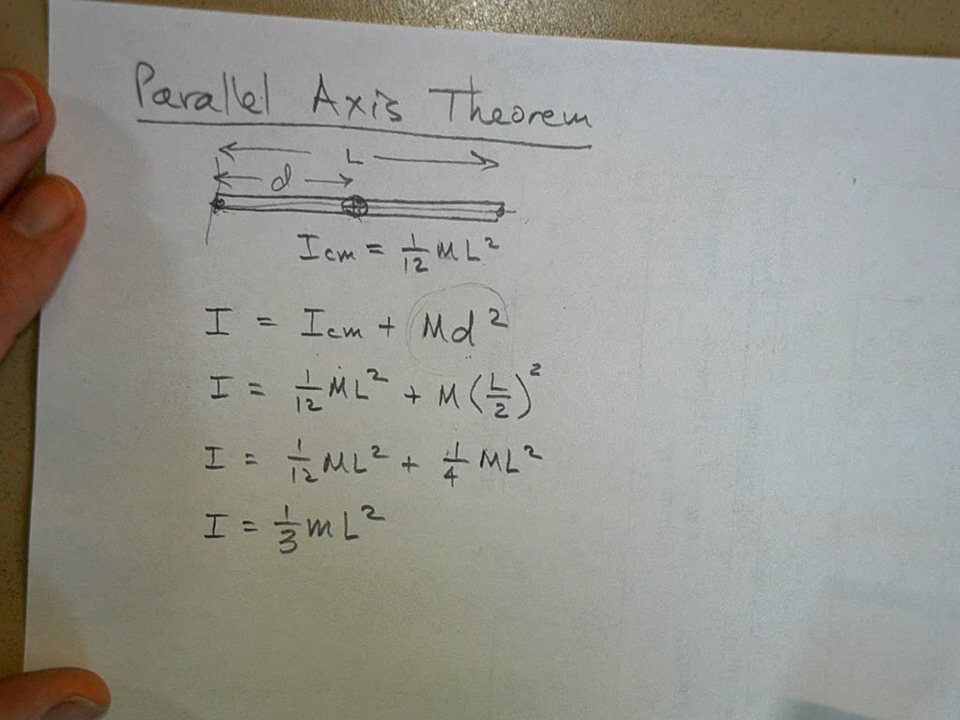 Parallel Axis Theorem
L
d
Icm = 1/12 ML²
I = Icm + Md²
I = 1/12 ML² + M(L/2)²
I = 1/12 ML² + 1/4 ML²
I = 1/3 mL²